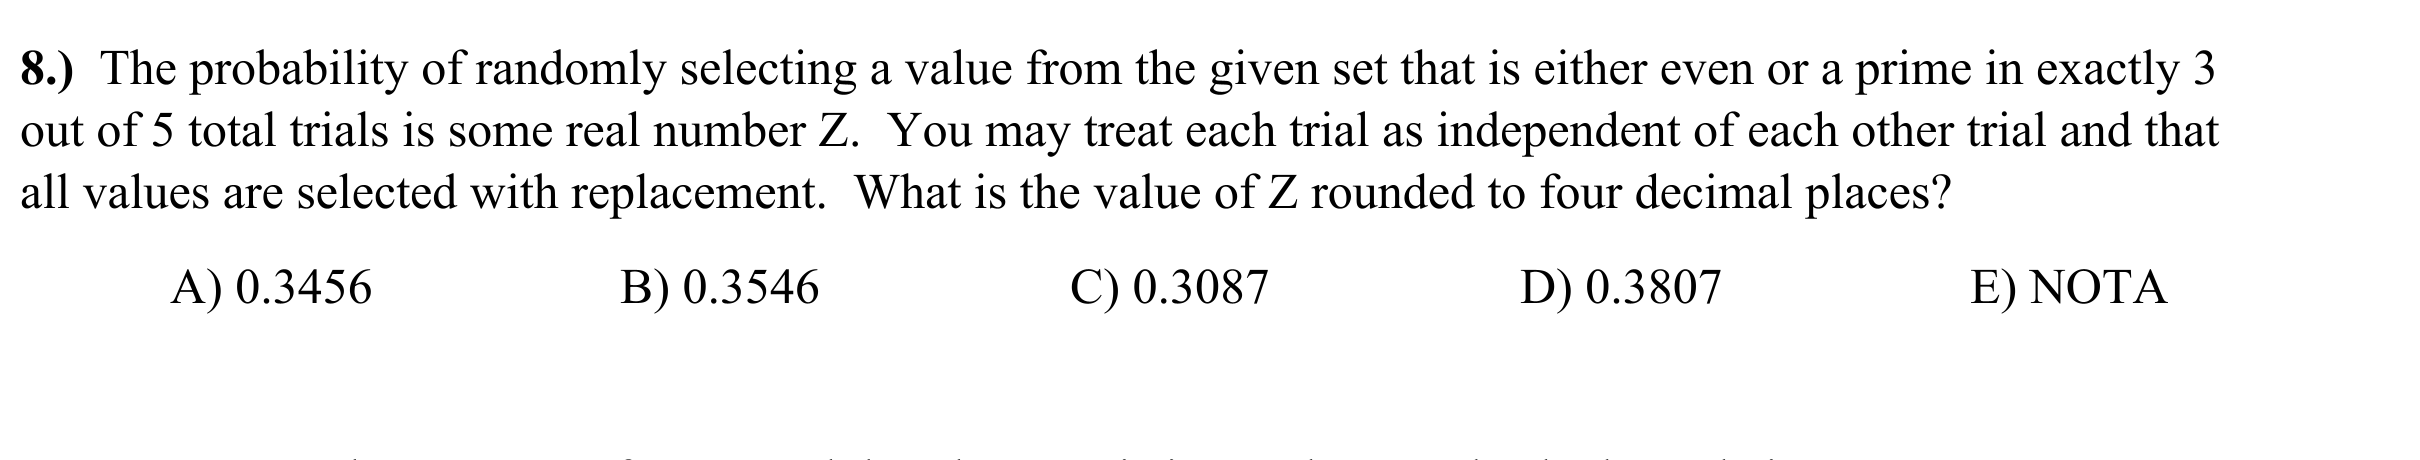 8.) The probability of randomly selecting a value from the given set that is either even or a prime in exactly 3
out of 5 total trials is some real number Z. You may treat each trial as independent of each other trial and that
all values are selected with replacement. What is the value of Z rounded to four decimal places?
A) 0.3456 B) 0.3546 C) 0.3087 D) 0.3807 E) NOTA